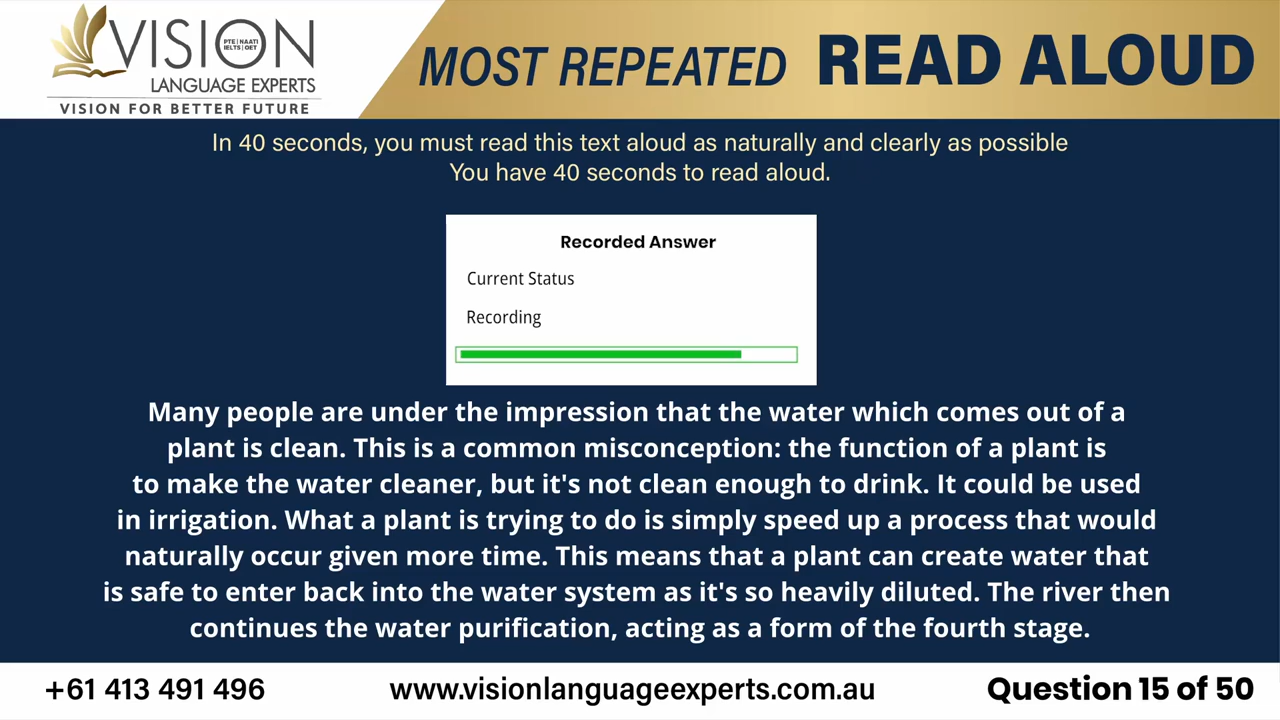 VISION
PTE | NAATI
IELTS | OET
LANGUAGE EXPERTS
VISION FOR BETTER FUTURE
MOST REPEATED READ ALOUD
In 40 seconds, you must read this text aloud as naturally and clearly as possible
You have 40 seconds to read aloud.
Recorded Answer
Current Status
Recording
Many people are under the impression that the water which comes out of a
plant is clean. This is a common misconception: the function of a plant is
to make the water cleaner, but it's not clean enough to drink. It could be used
in irrigation. What a plant is trying to do is simply speed up a process that would
naturally occur given more time. This means that a plant can create water that
is safe to enter back into the water system as it's so heavily diluted. The river then
continues the water purification, acting as a form of the fourth stage.
+61 413 491 496 www.visionlanguageexperts.com.au Question 15 of 50